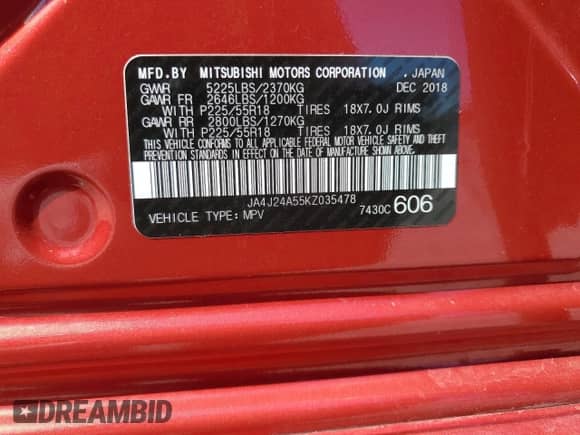 MFD.BY MITSUBISHI MOTORS CORPORATION . JAPAN
GVWR 5225LBS/2370KG DEC 2018
GAWR FR 2646LBS/1200KG
WITH P225/55R18 TIRES 18X7.0J RIMS
GAWR RR 2800LBS/1270KG
WITH P225/55R18 TIRES 18X7.0J RIMS
THIS VEHICLE CONFORMS TO ALL APPLICABLE FEDERAL MOTOR VEHICLE SAFETY AND THEFT
PREVENTION STANDARDS IN EFFECT ON THE DATE OF MANUFACTURE SHOWN ABOVE.
JA4J24A55KZ035478
VEHICLE TYPE: MPV 7430C 606
DREAMBID